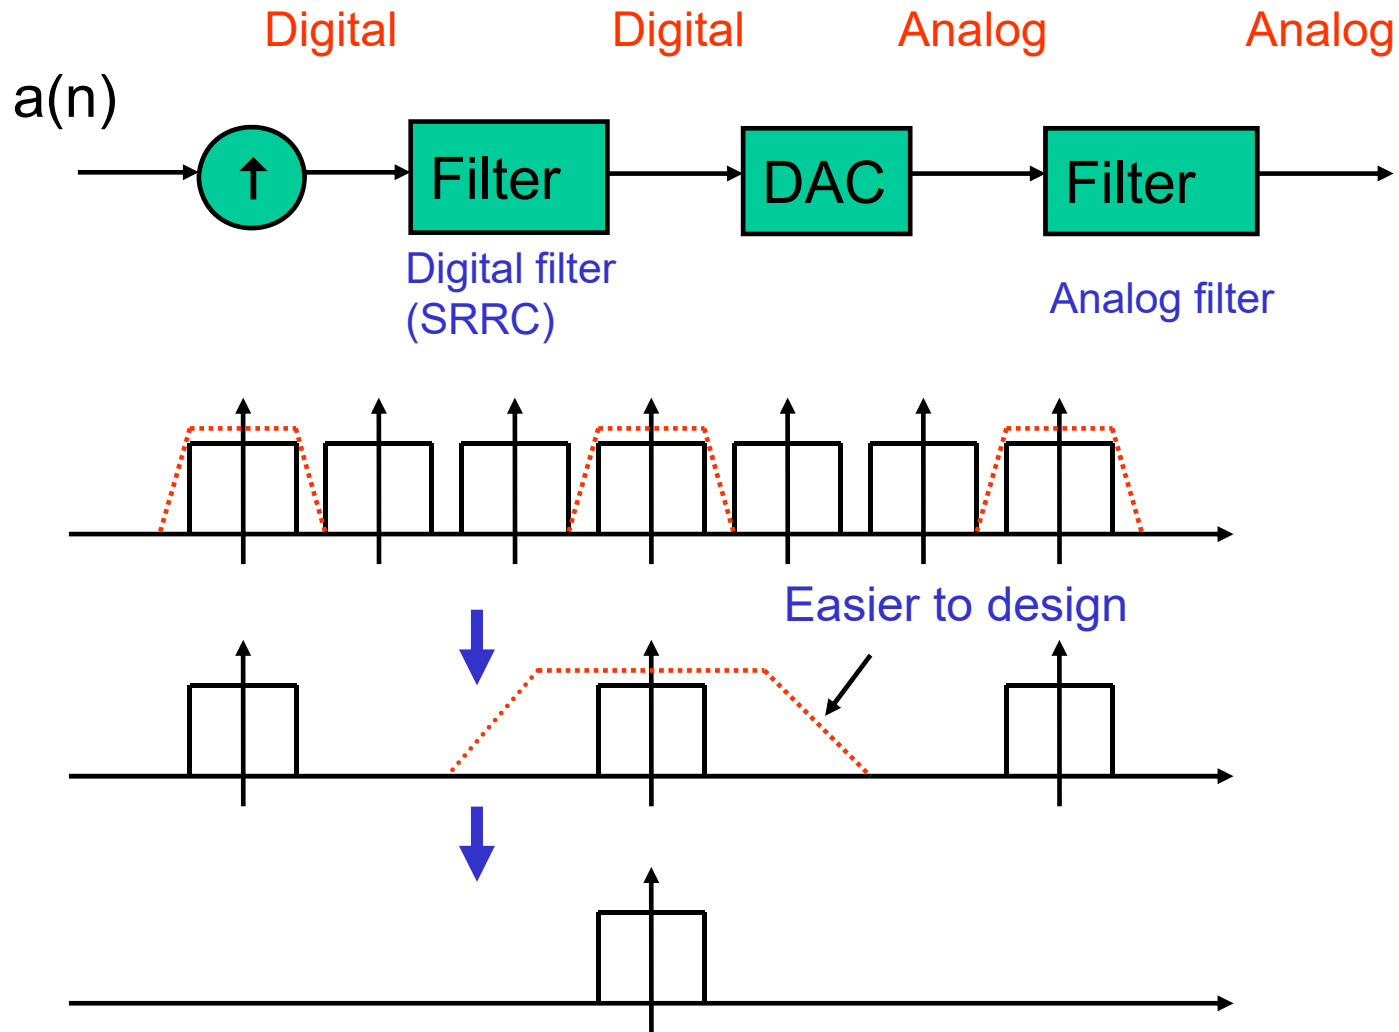 Digital Digital Analog Analog
a(n)
↑ Filter DAC Filter
Digital filter
(SRRC)
Analog filter
Easier to design